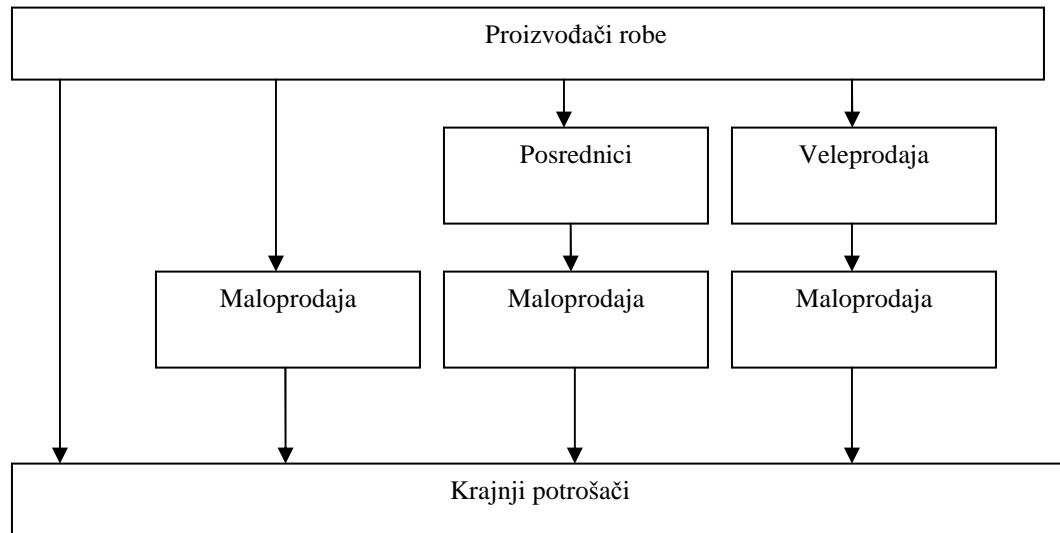 Proizvođači robe
Posrednici
Veleprodaja
Maloprodaja
Maloprodaja
Maloprodaja
Krajnji potrošači